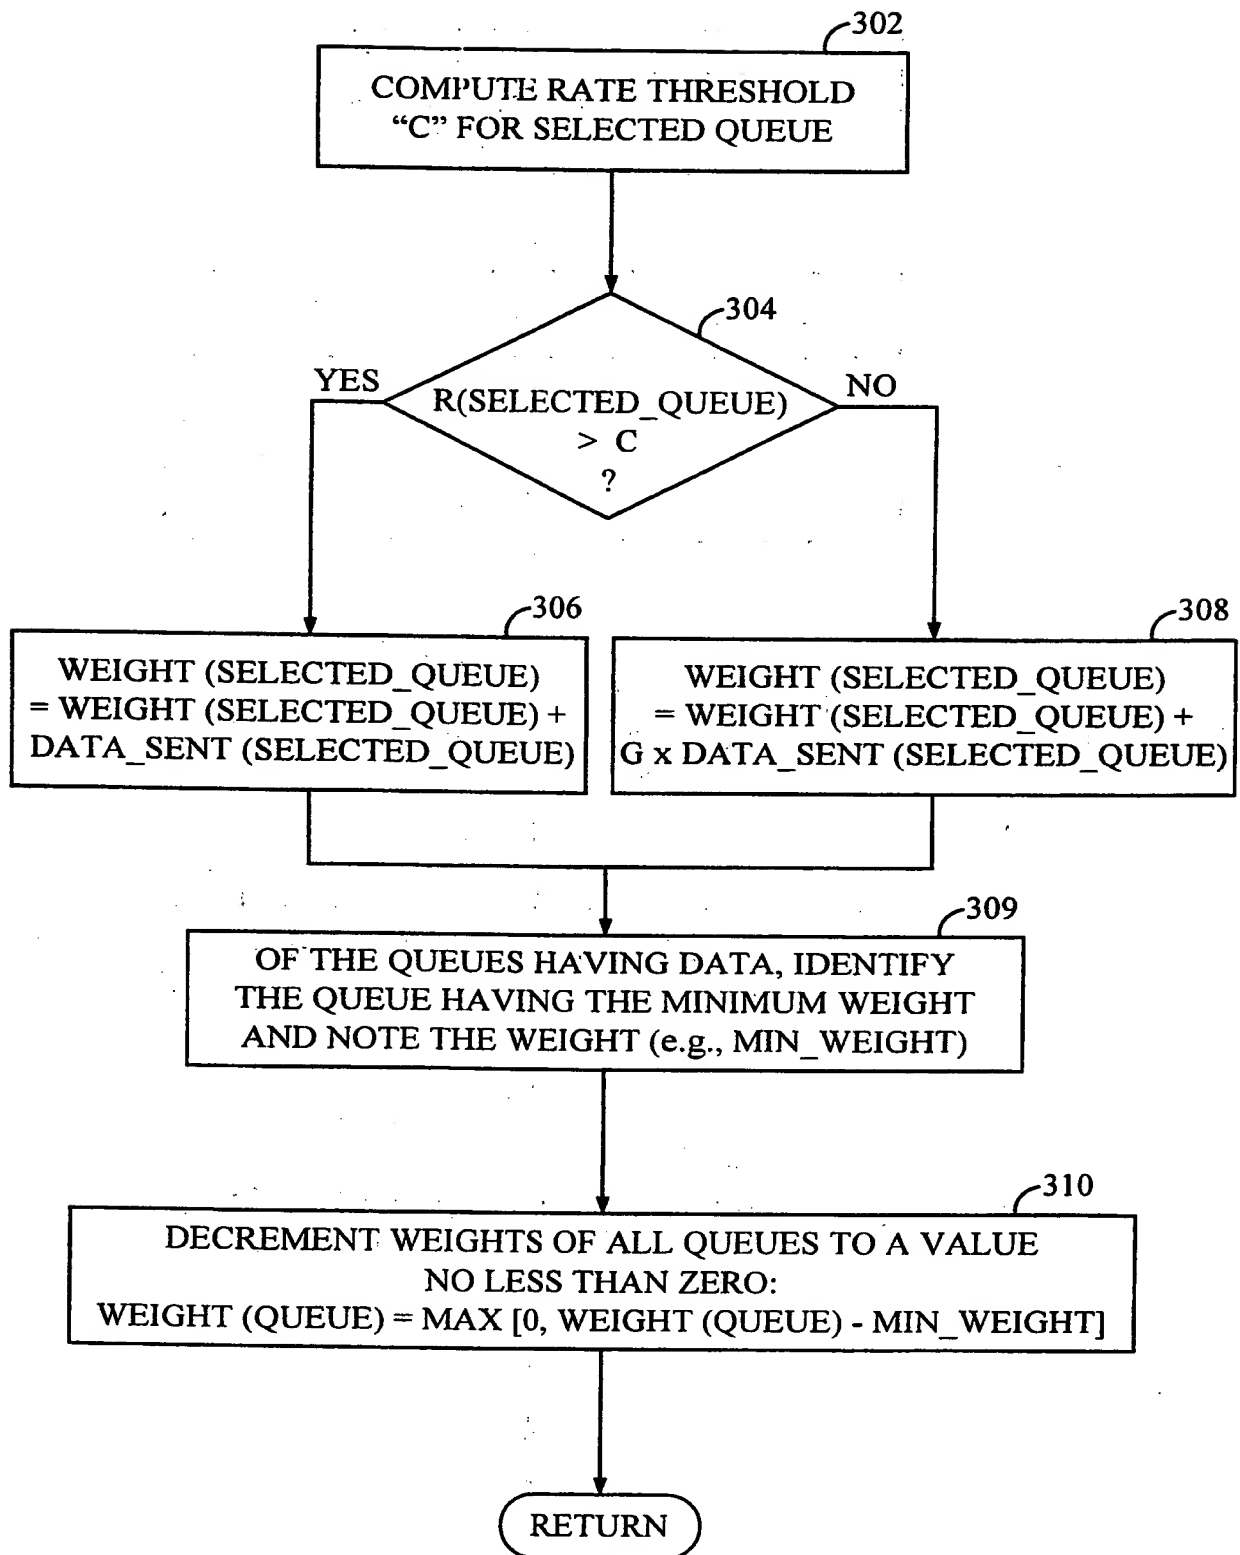 302
COMPUTE RATE THRESHOLD
“C” FOR SELECTED QUEUE
304
YES
R(SELECTED_QUEUE)
> C
?
NO
306
WEIGHT (SELECTED_QUEUE)
= WEIGHT (SELECTED_QUEUE) +
DATA_SENT (SELECTED_QUEUE)
308
WEIGHT (SELECTED_QUEUE)
= WEIGHT (SELECTED_QUEUE) +
G x DATA_SENT (SELECTED_QUEUE)
309
OF THE QUEUES HAVING DATA, IDENTIFY
THE QUEUE HAVING THE MINIMUM WEIGHT
AND NOTE THE WEIGHT (e.g., MIN_WEIGHT)
310
DECREMENT WEIGHTS OF ALL QUEUES TO A VALUE
NO LESS THAN ZERO:
WEIGHT (QUEUE) = MAX [0, WEIGHT (QUEUE) - MIN_WEIGHT]
RETURN